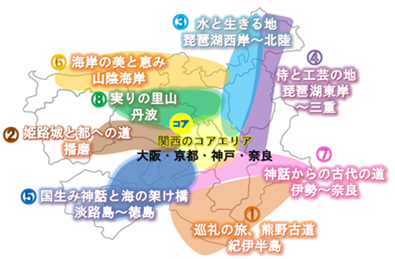 ③ 水と生きる地
琵琶湖西岸～北陸
⑥ 海岸の美と恵み
山陰海岸
④
侍と工芸の地
琵琶湖東岸
～三重
⑧ 実りの里山
丹波
コア
関西のコアエリア
大阪・京都・神戸・奈良
② 姫路城と都への道
播磨
⑦
神話からの古代の道
伊勢～奈良
⑤ 国生み神話と海の架け橋
淡路島～徳島
①
巡礼の旅、熊野古道
紀伊半島